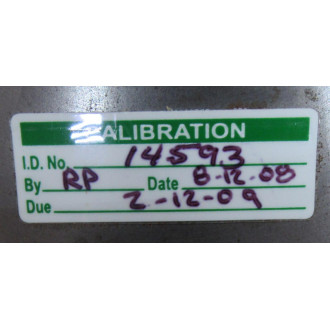 CALIBRATION
I.D. No. 14593
By RP Date 8-12-08
Due 2-12-09